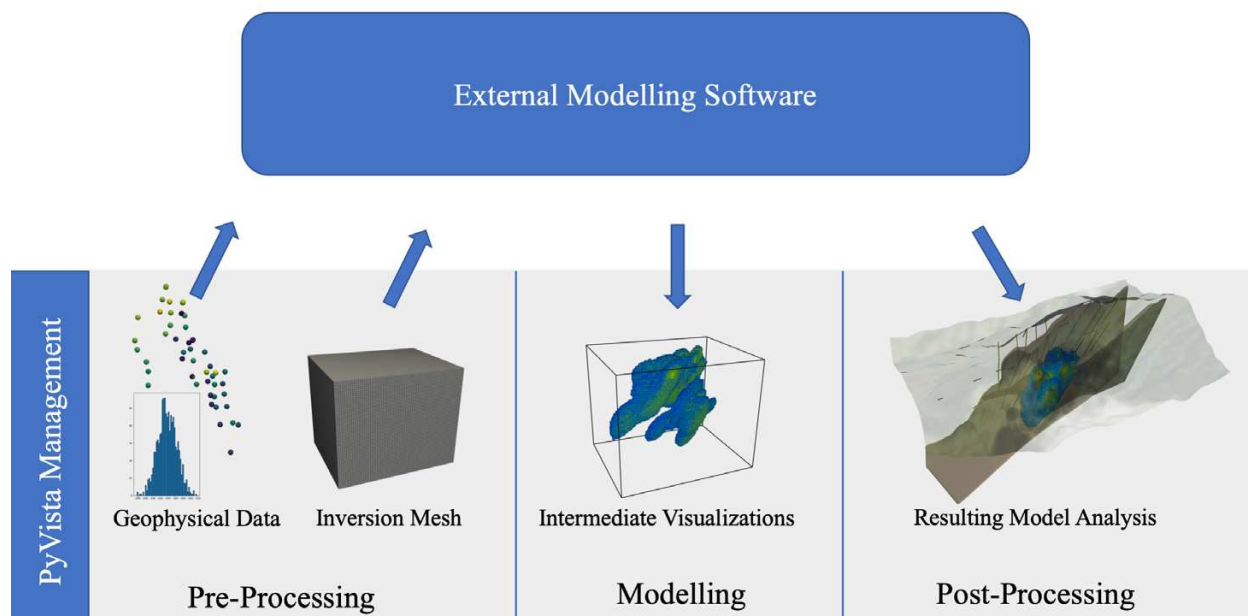 External Modelling Software
PyVista Management
Geophysical Data
Inversion Mesh
Intermediate Visualizations
Resulting Model Analysis
Pre-Processing
Modelling
Post-Processing